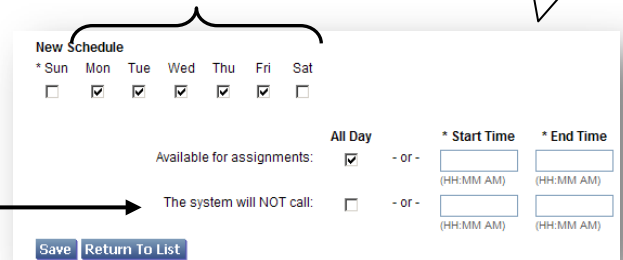 New Schedule
* Sun Mon Tue Wed Thu Fri Sat
All Day * Start Time * End Time
Available for assignments: - or -
(HH:MM AM) (HH:MM AM)
The system will NOT call: - or -
(HH:MM AM) (HH:MM AM)
Save Return To List